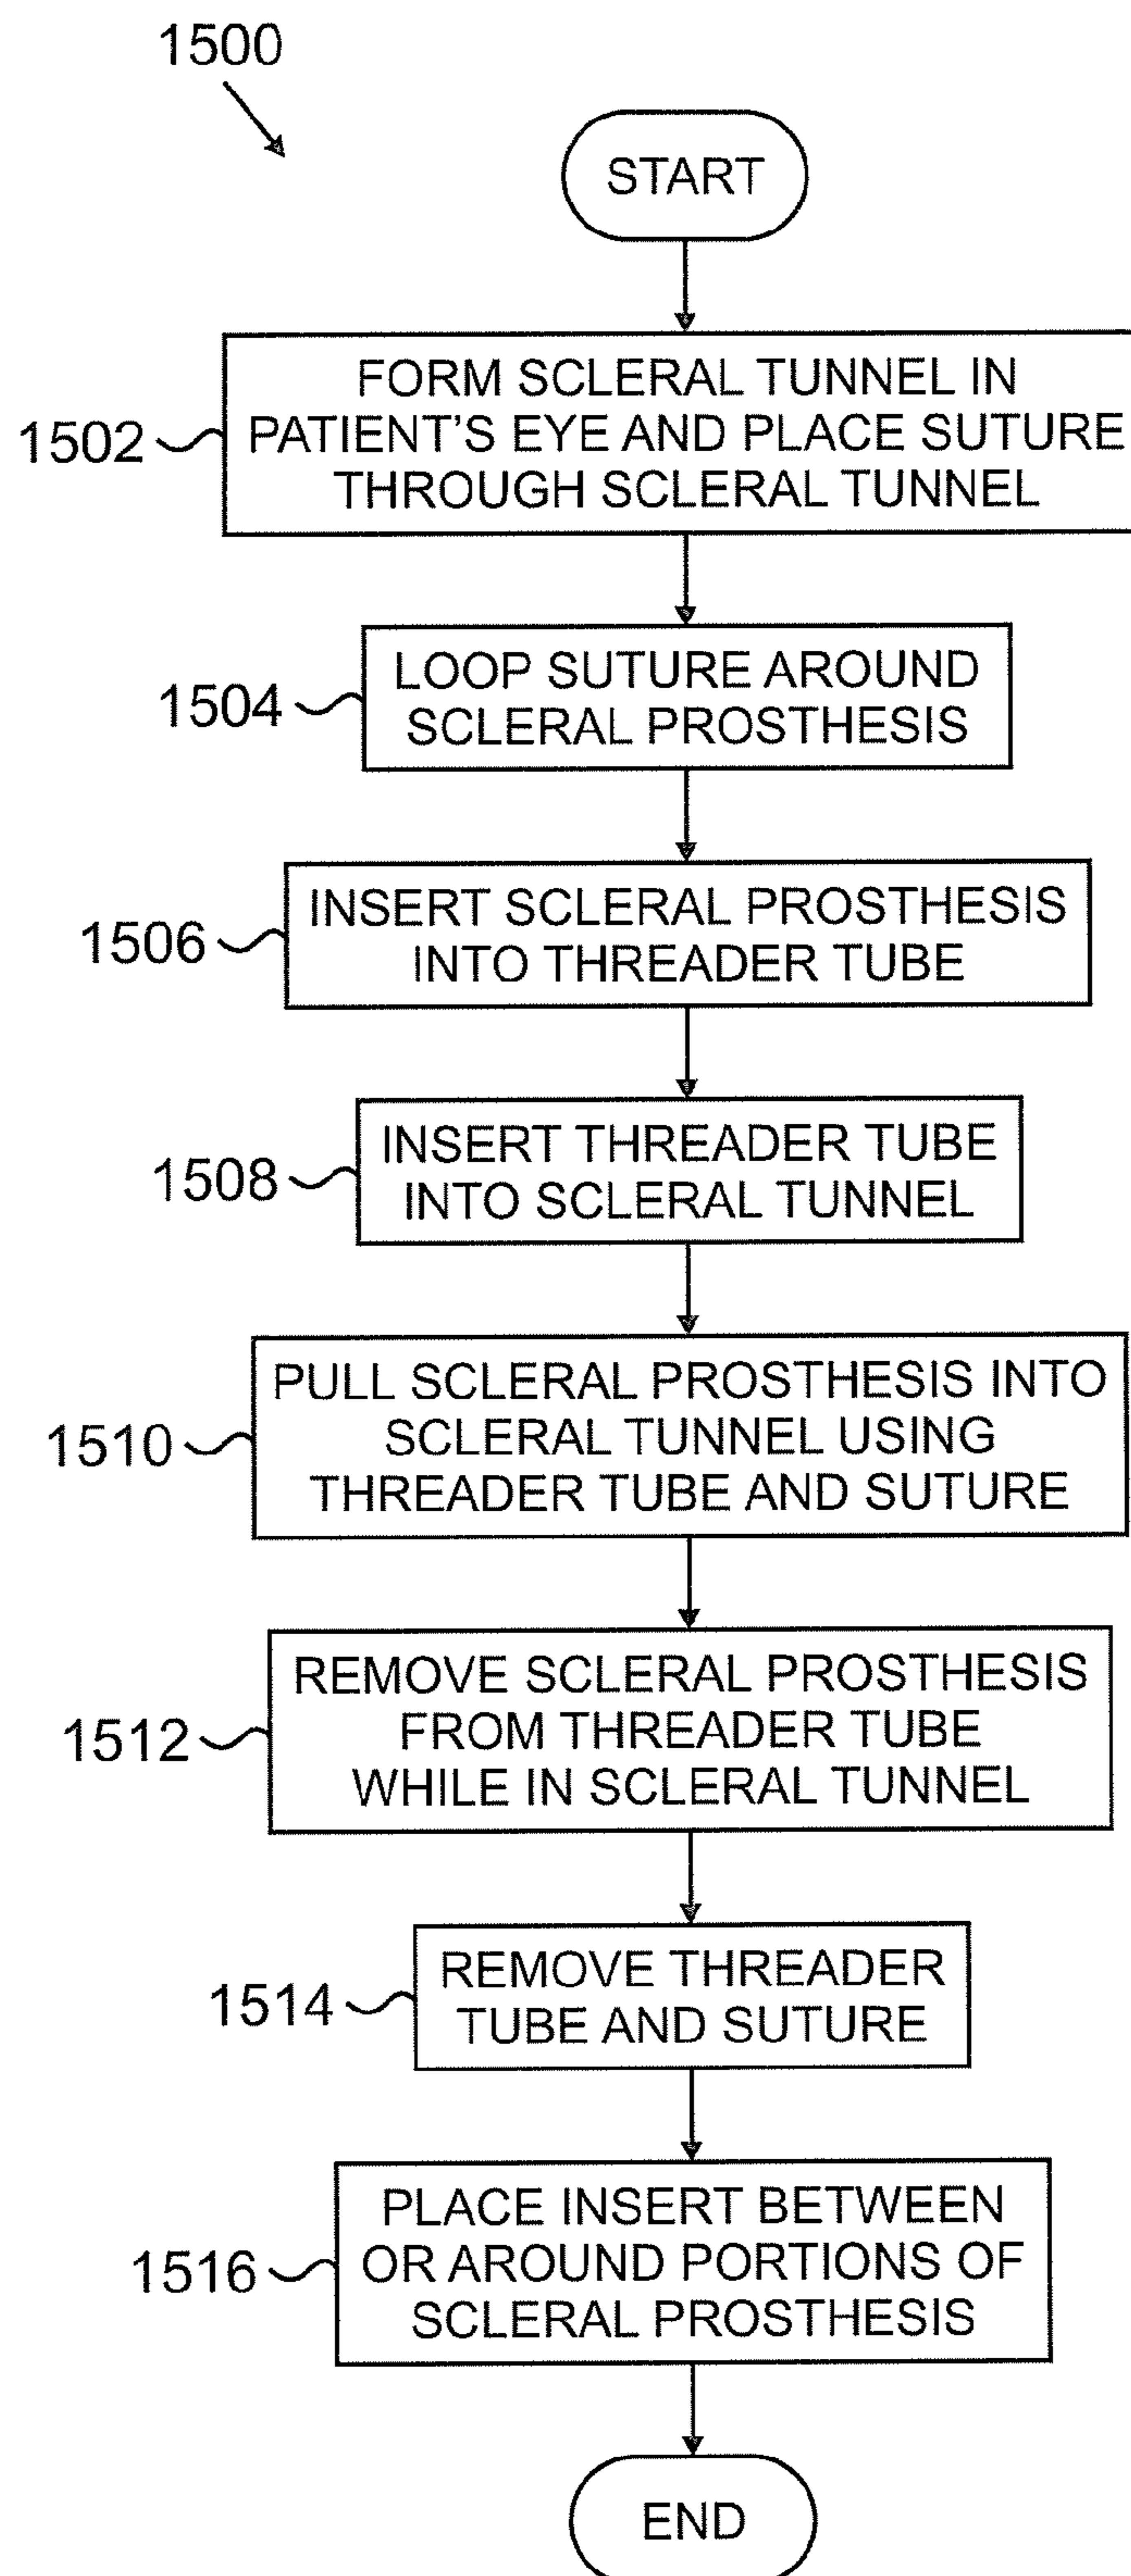 1500
START
1502
FORM SCLERAL TUNNEL IN
PATIENT'S EYE AND PLACE SUTURE
THROUGH SCLERAL TUNNEL
1504
LOOP SUTURE AROUND
SCLERAL PROSTHESIS
1506
INSERT SCLERAL PROSTHESIS
INTO THREADER TUBE
1508
INSERT THREADER TUBE
INTO SCLERAL TUNNEL
1510
PULL SCLERAL PROSTHESIS INTO
SCLERAL TUNNEL USING
THREADER TUBE AND SUTURE
1512
REMOVE SCLERAL PROSTHESIS
FROM THREADER TUBE
WHILE IN SCLERAL TUNNEL
1514
REMOVE THREADER
TUBE AND SUTURE
1516
PLACE INSERT BETWEEN
OR AROUND PORTIONS OF
SCLERAL PROSTHESIS
END